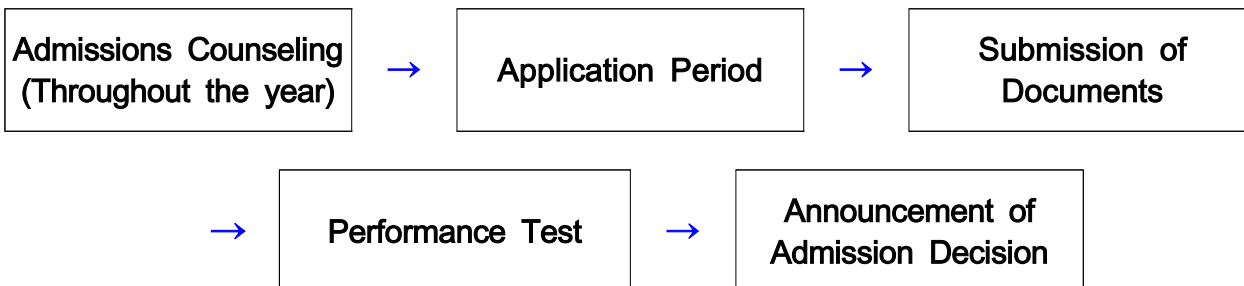 Admissions Counseling
(Throughout the year)
→
Application Period
→
Submission of
Documents
→
Performance Test
→
Announcement of
Admission Decision